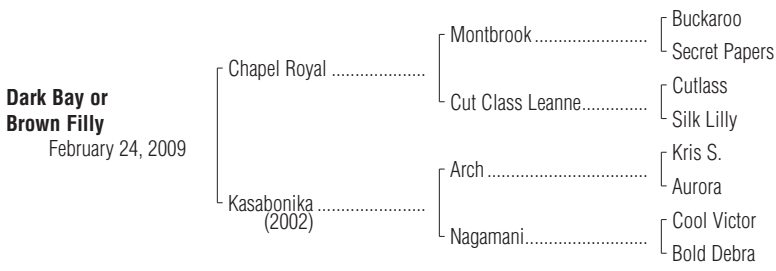 Dark Bay or
Brown Filly
February 24, 2009
Chapel Royal ....................
Kasabonika .......................
(2002)
Montbrook .....................
Cut Class Leanne.............
Arch ...............................
Nagamani........................
Buckaroo
Secret Papers
Cutlass
Silk Lilly
Kris S.
Aurora
Cool Victor
Bold Debra